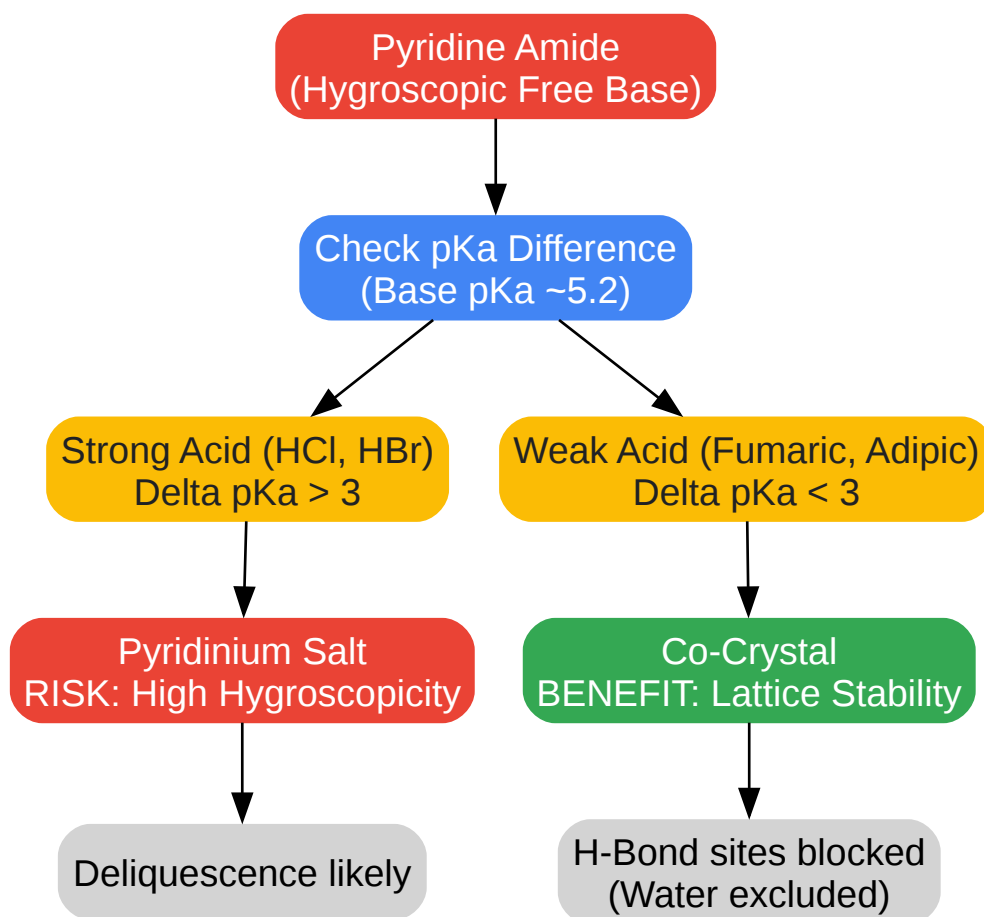 Pyridine Amide
(Hygroscopic Free Base)
Check pKa Difference
(Base pKa ~5.2)
Strong Acid (HCl, HBr)
Delta pKa > 3
Weak Acid (Fumaric, Adipic)
Delta pKa < 3
Pyridinium Salt
RISK: High Hygroscopicity
Co-Crystal
BENEFIT: Lattice Stability
Deliquescence likely
H-Bond sites blocked
(Water excluded)